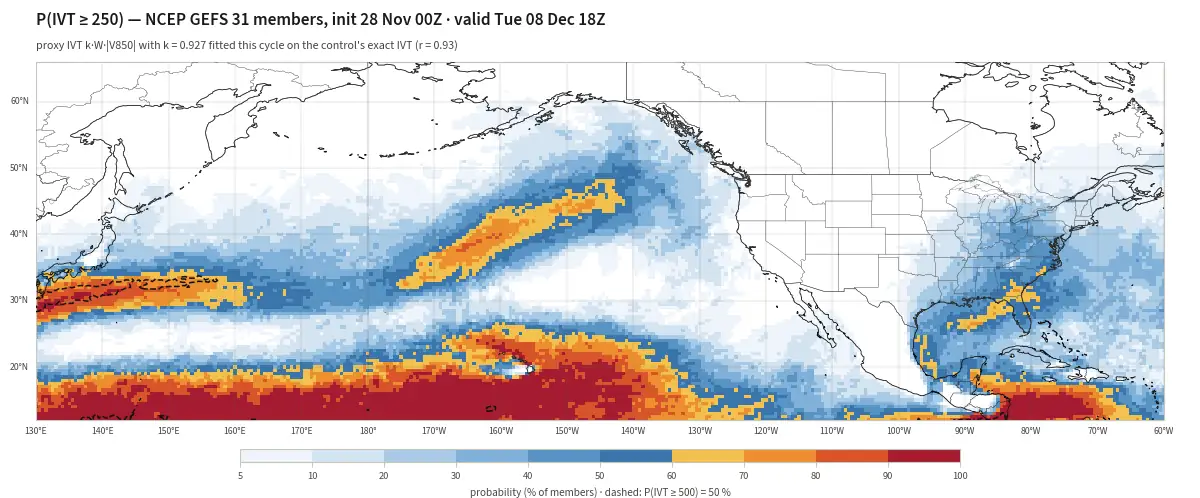 P(IVT ≥ 250) — NCEP GEFS 31 members, init 28 Nov 00Z · valid Tue 08 Dec 18Z
proxy IVT k·W·|V850| with k = 0.927 fitted this cycle on the control's exact IVT (r = 0.93)
60°N
50°N
40°N
30°N
20°N
130°E 140°E 150°E 160°E 170°E 180° 170°W 160°W 150°W 140°W 130°W 120°W 110°W 100°W 90°W 80°W 70°W 60°W
5 10 20 30 40 50 60 70 80 90 100
probability (% of members) · dashed: P(IVT ≥ 500) = 50 %